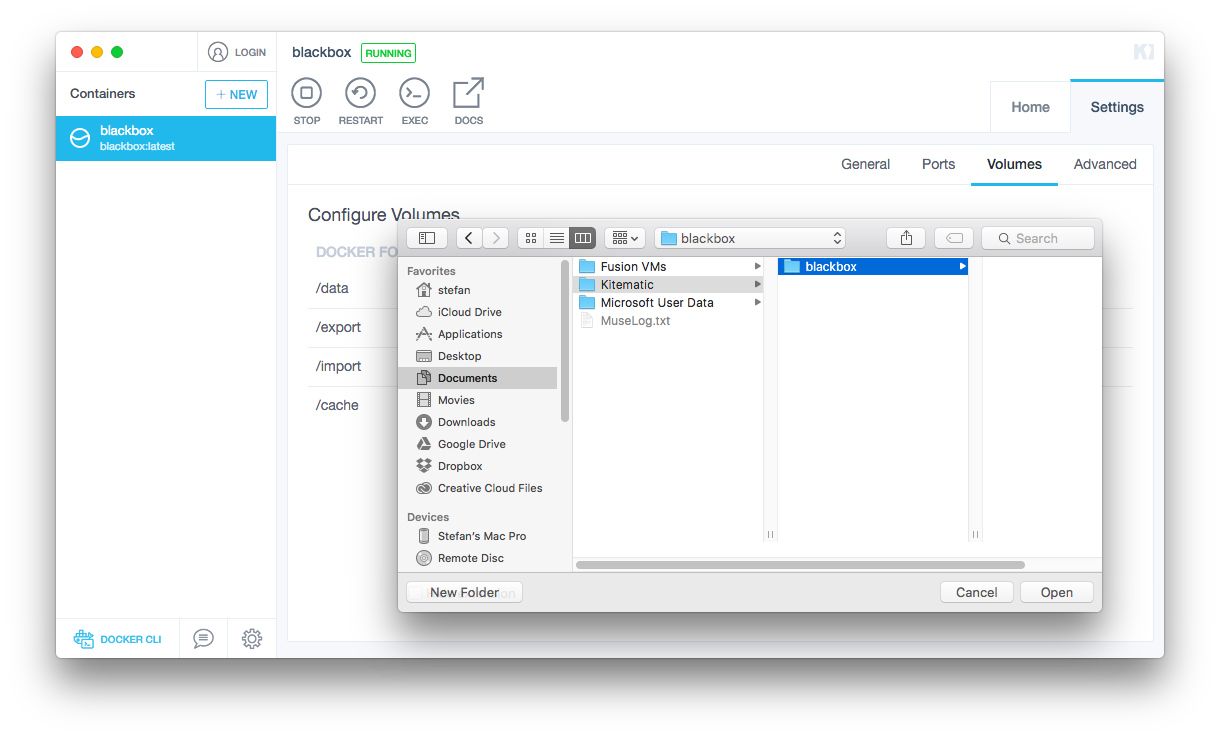 LOGIN
blackbox RUNNING
Containers
+ NEW
blackbox
blackbox:latest
STOP
RESTART
EXEC
DOCS
Home
Settings
General
Ports
Volumes
Advanced
Configure Volumes
DOCKER FO
/data
/export
/import
/cache
blackbox
Search
Favorites
stefan
iCloud Drive
Applications
Desktop
Documents
Movies
Downloads
Google Drive
Dropbox
Creative Cloud Files
Devices
Stefan's Mac Pro
Remote Disc
Fusion VMs
Kitematic
Microsoft User Data
MuseLog.txt
blackbox
New Folder
Cancel
Open
DOCKER CLI